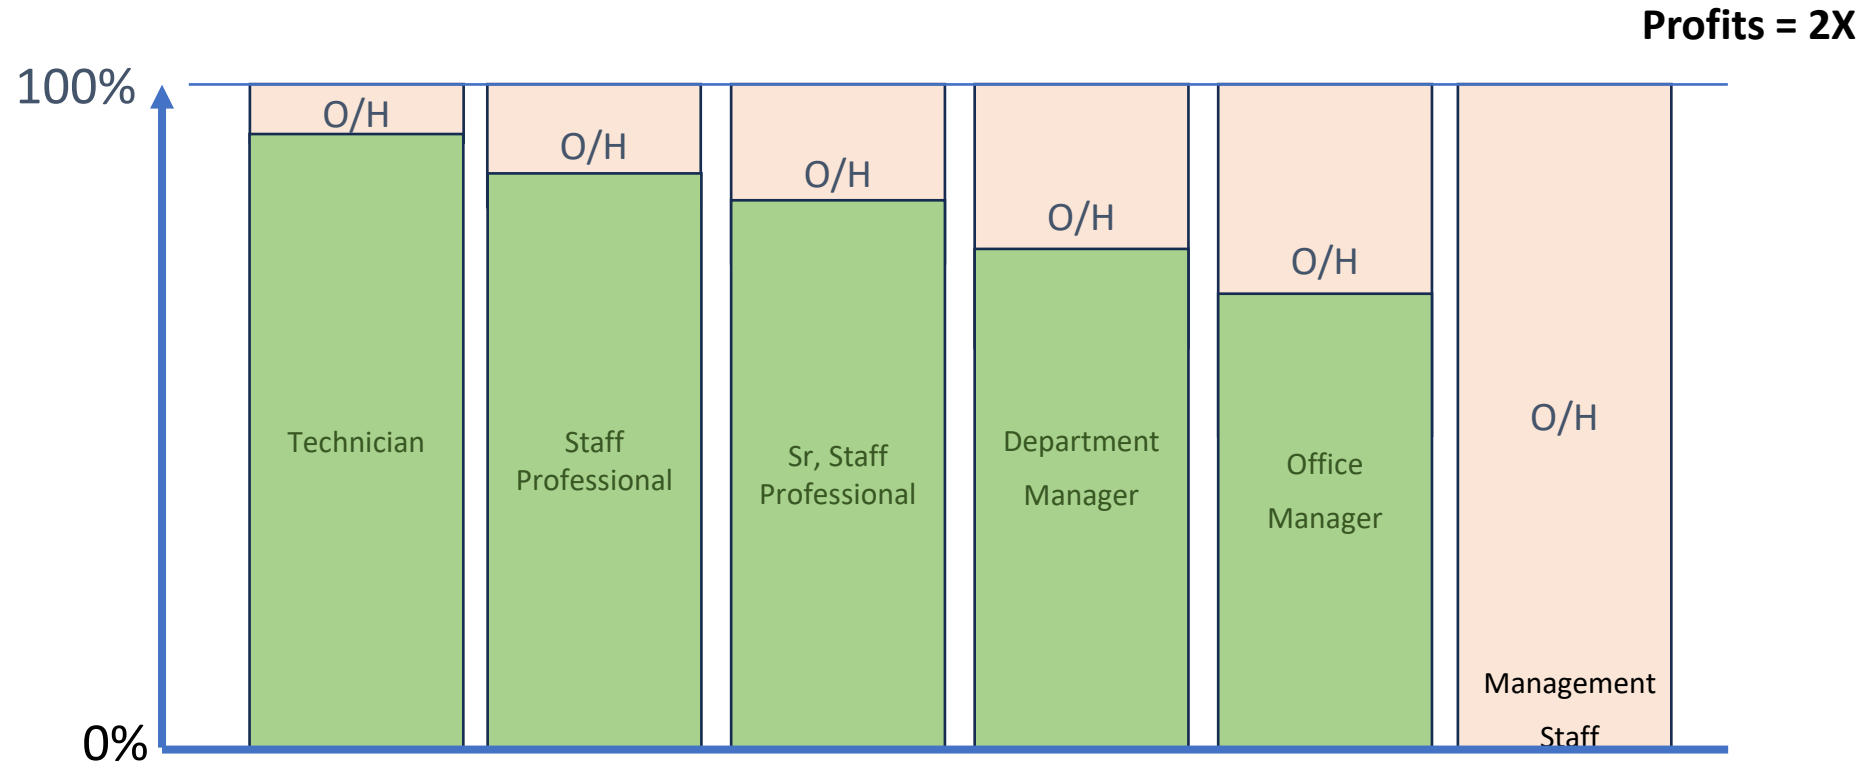 Profits = 2X
100%
O/H
O/H
O/H
O/H
O/H
O/H
Technician
Staff
Professional
Sr, Staff
Professional
Department
Manager
Office
Manager
Management
Staff
0%